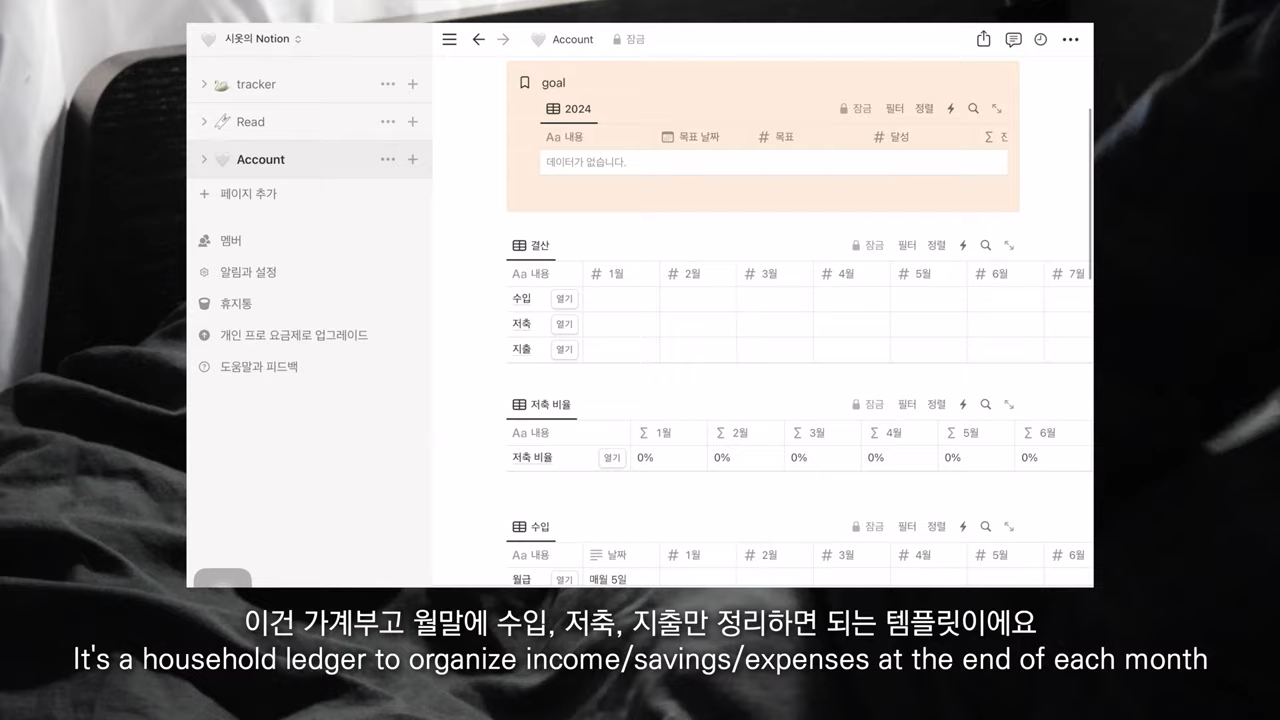 시옷의 Notion
Account 잠금
tracker
Read
Account
페이지 추가
멤버
알림과 설정
휴지통
개인 프로 요금제로 업그레이드
도움말과 피드백
goal
2024 잠금 필터 정렬
Aa 내용 목표 날짜 # 목표 # 달성 Σ
데이터가 없습니다.
결산 잠금 필터 정렬
Aa 내용 # 1월 # 2월 # 3월 # 4월 # 5월 # 6월 # 7월
수입 열기
저축 열기
지출 열기
저축 비율 잠금 필터 정렬
Aa 내용 Σ 1월 Σ 2월 Σ 3월 Σ 4월 Σ 5월 Σ 6월
저축 비율 열기 0% 0% 0% 0% 0% 0%
수입 잠금 필터 정렬
Aa 내용 날짜 # 1월 # 2월 # 3월 # 4월 # 5월 # 6월
월급 열기 매월 5일
이건 가계부고 월말에 수입, 저축, 지출만 정리하면 되는 템플릿이에요
It's a household ledger to organize income/savings/expenses at the end of each month